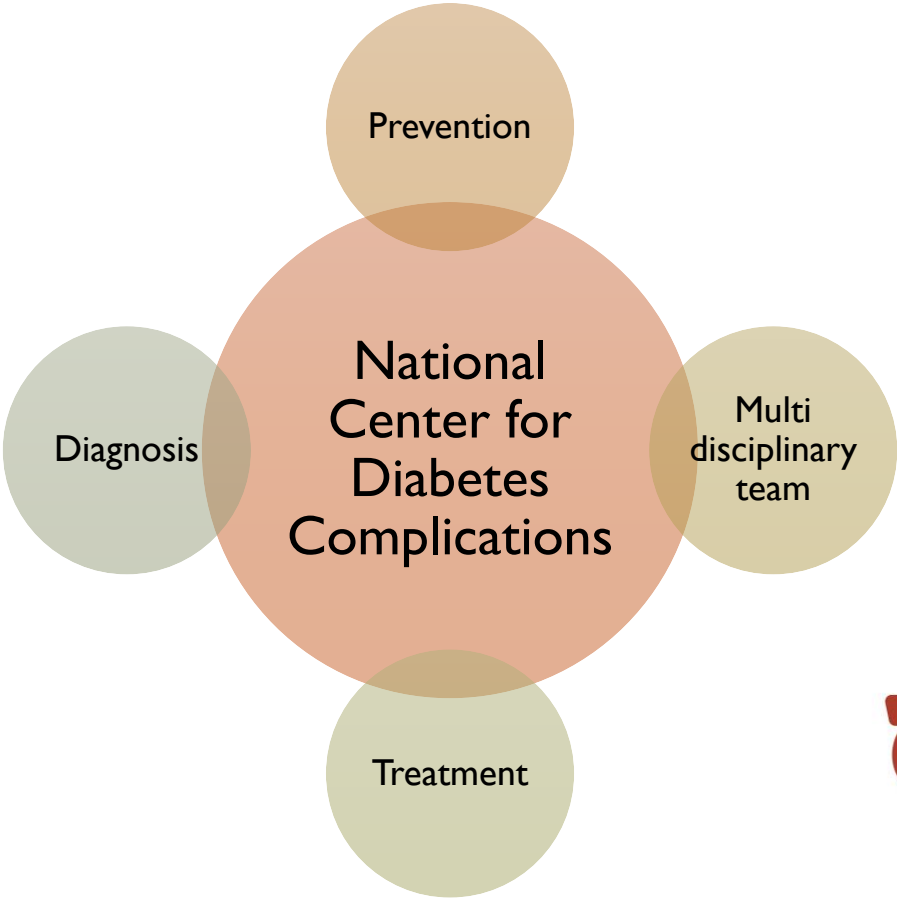 Prevention
National
Center for
Diabetes
Complications
Multi
disciplinary
team
Diagnosis
Treatment